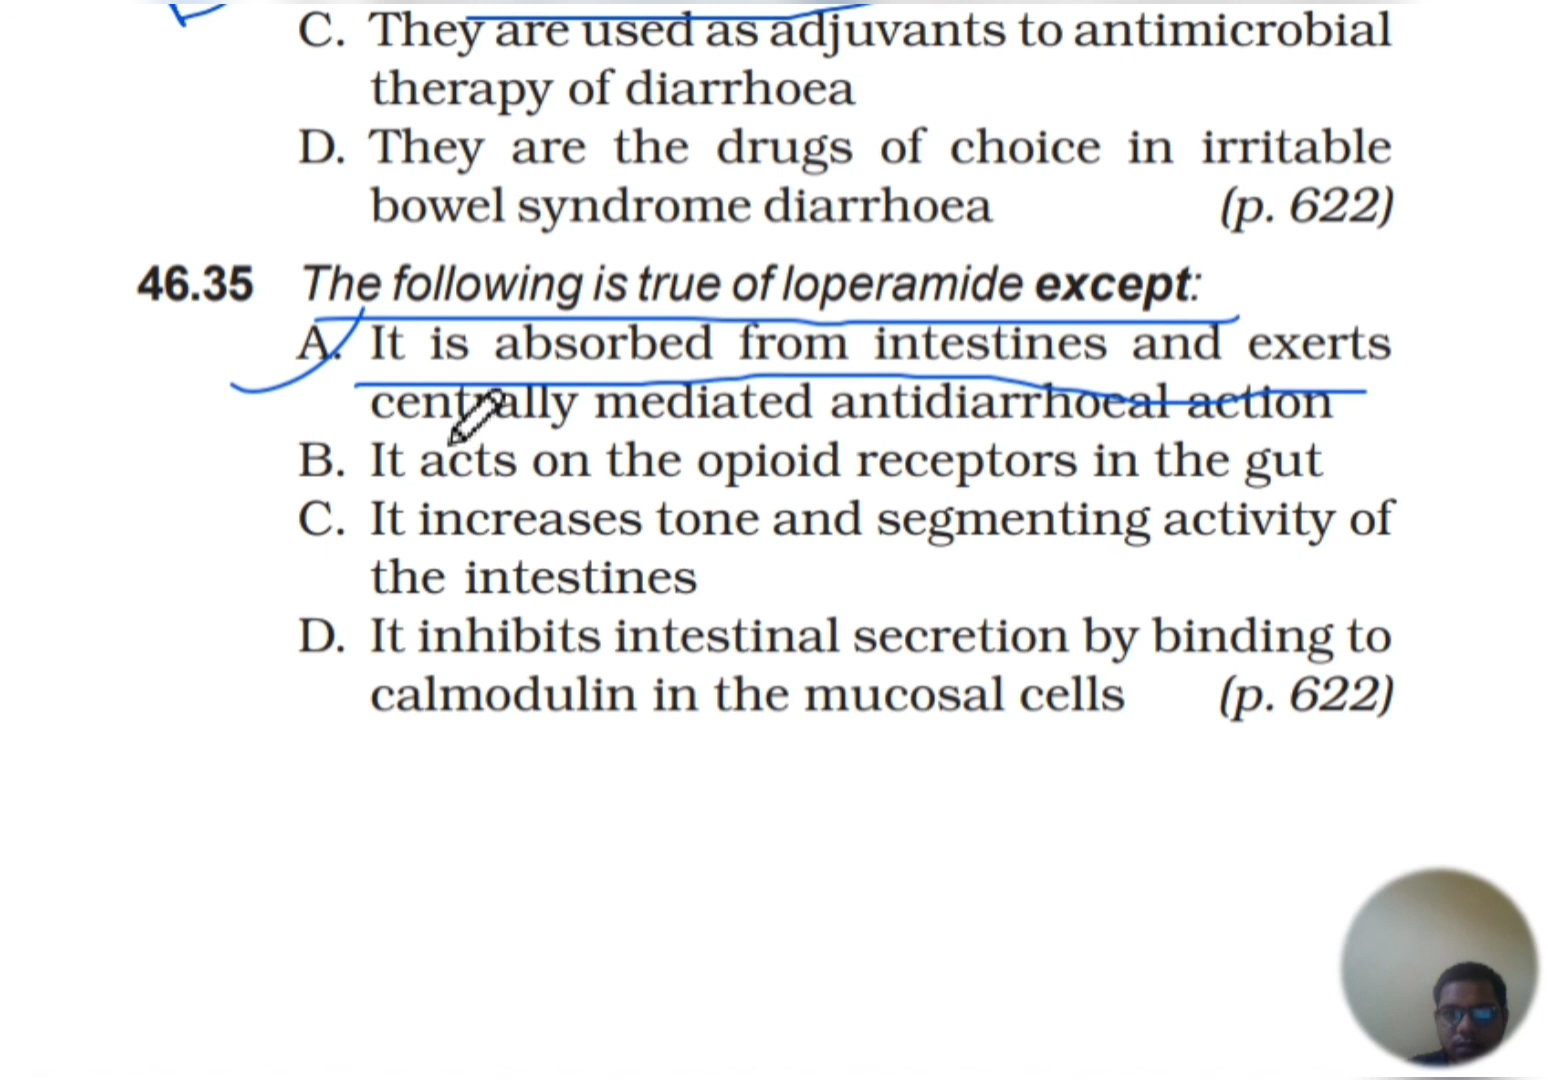 C. They are used as adjuvants to antimicrobial
therapy of diarrhoea
D. They are the drugs of choice in irritable
bowel syndrome diarrhoea (p. 622)
46.35 The following is true of loperamide except:
A. It is absorbed from intestines and exerts
centrally mediated antidiarrhoeal action
B. It acts on the opioid receptors in the gut
C. It increases tone and segmenting activity of
the intestines
D. It inhibits intestinal secretion by binding to
calmodulin in the mucosal cells (p. 622)